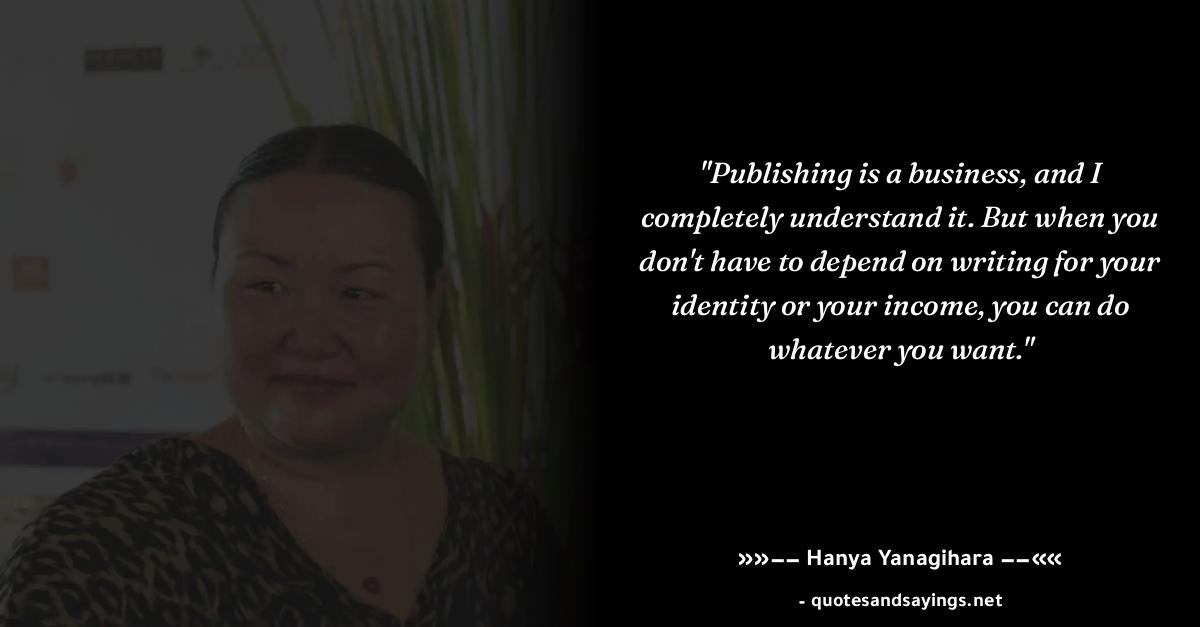 "Publishing is a business, and I
completely understand it. But when you
don't have to depend on writing for your
identity or your income, you can do
whatever you want."
»»−− Hanya Yanagihara −−««
- quotesandsayings.net